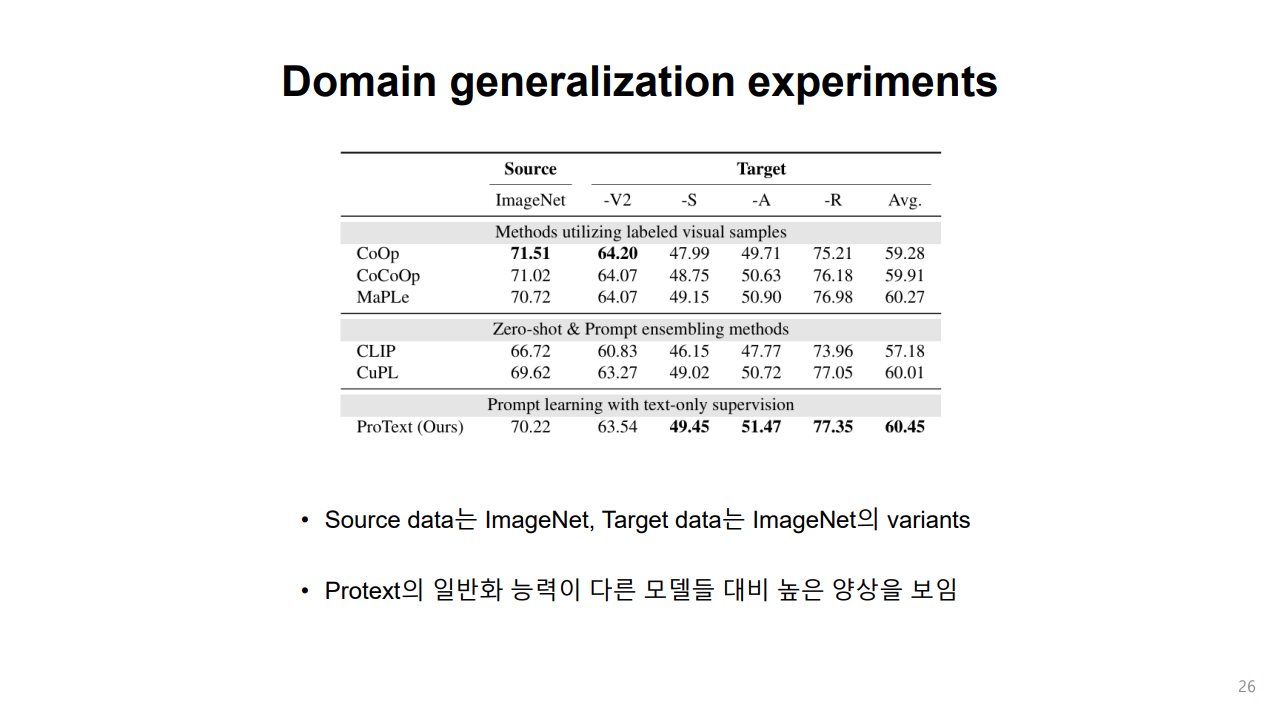 Domain generalization experiments
Source Target
ImageNet -V2 -S -A -R Avg.
Methods utilizing labeled visual samples
CoOp 71.51 64.20 47.99 49.71 75.21 59.28
CoCoOp 71.02 64.07 48.75 50.63 76.18 59.91
MaPLe 70.72 64.07 49.15 50.90 76.98 60.27
Zero-shot & Prompt ensembling methods
CLIP 66.72 60.83 46.15 47.77 73.96 57.18
CuPL 69.62 63.27 49.02 50.72 77.05 60.01
Prompt learning with text-only supervision
ProText (Ours) 70.22 63.54 49.45 51.47 77.35 60.45
• Source data는 ImageNet, Target data는 ImageNet의 variants
• Protext의 일반화 능력이 다른 모델들 대비 높은 양상을 보임
26